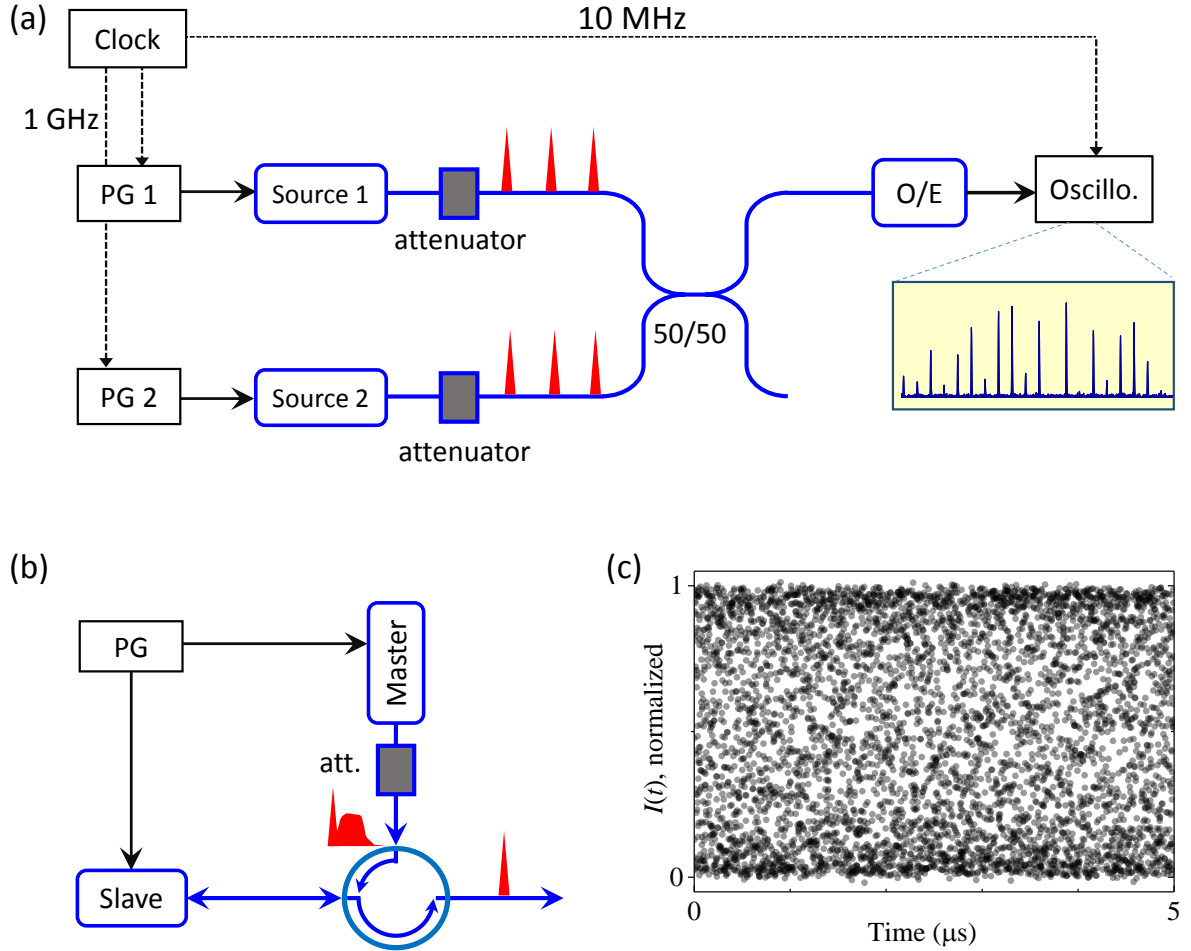 (a)
Clock
10 MHz
1 GHz
PG 1
Source 1
attenuator
O/E
Oscillo.
50/50
PG 2
Source 2
attenuator
(b)
PG
Master
att.
Slave
(c)
I(t), normalized
1
0
0
5
Time (μs)